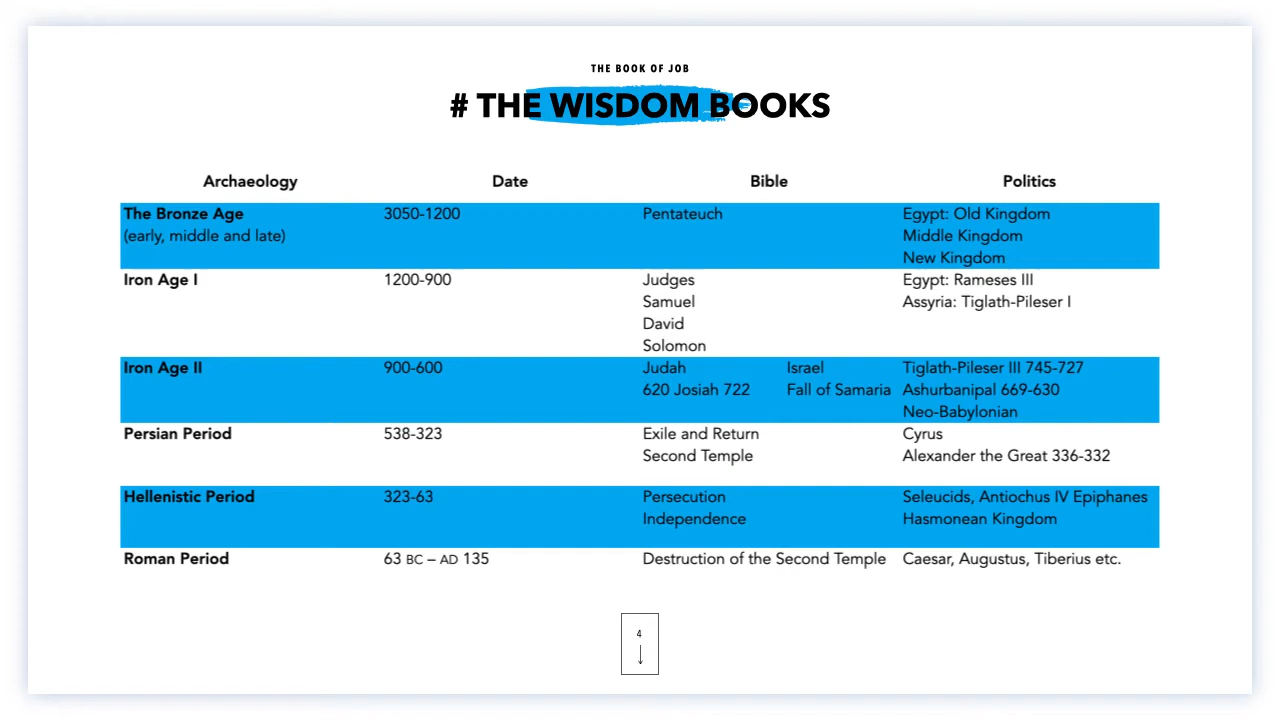 THE BOOK OF JOB
# THE WISDOM BOOKS
Archaeology Date Bible Politics
The Bronze Age 3050-1200 Pentateuch Egypt: Old Kingdom
(early, middle and late) Middle Kingdom
New Kingdom
Iron Age I 1200-900 Judges Egypt: Rameses III
Samuel Assyria: Tiglath-Pileser I
David
Solomon
Iron Age II 900-600 Judah Israel Tiglath-Pileser III 745-727
620 Josiah 722 Fall of Samaria Ashurbanipal 669-630
Neo-Babylonian
Persian Period 538-323 Exile and Return Cyrus
Second Temple Alexander the Great 336-332
Hellenistic Period 323-63 Persecution Seleucids, Antiochus IV Epiphanes
Independence Hasmonean Kingdom
Roman Period 63 BC – AD 135 Destruction of the Second Temple Caesar, Augustus, Tiberius etc.
4